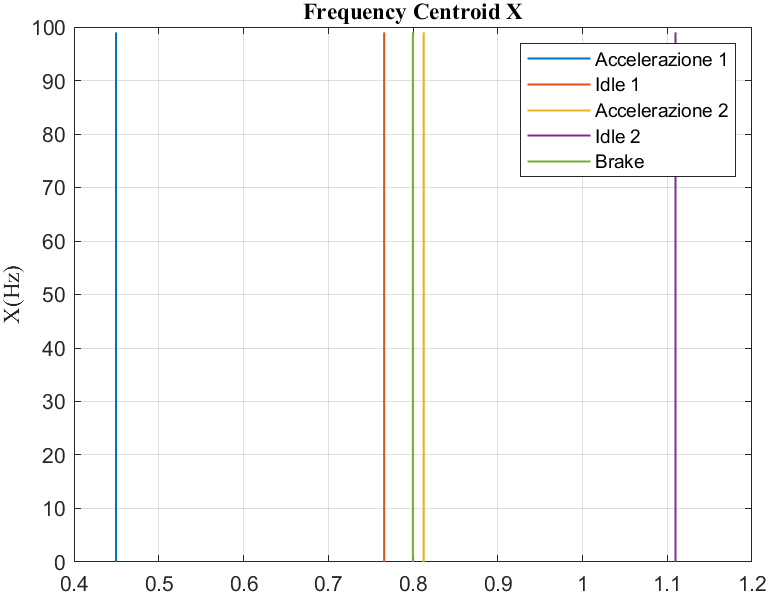 Frequency Centroid X
100
90
80
70
60
50
40
30
20
10
0
X(Hz)
Accelerazione 1
Idle 1
Accelerazione 2
Idle 2
Brake
0.4 0.5 0.6 0.7 0.8 0.9 1 1.1 1.2